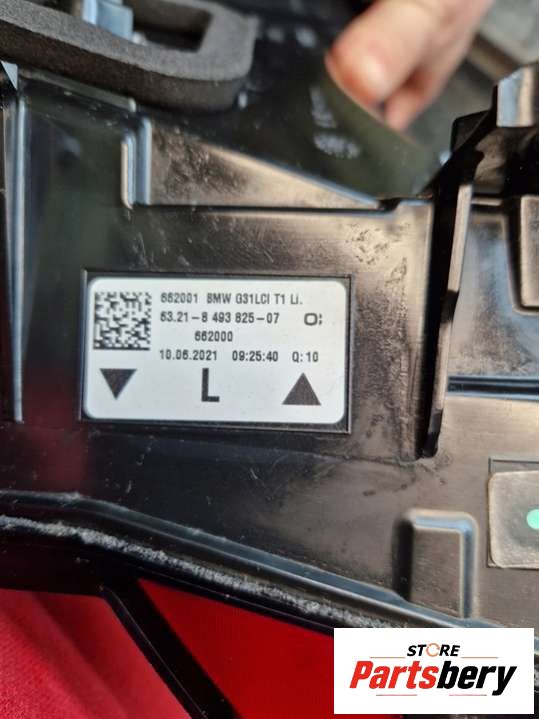 662001 BMW G31LCI T1 Li.
63.21-8 493 825-07 O;
662000
10.06.2021 09:25:40 Q:10
L
STORE
Partsbery